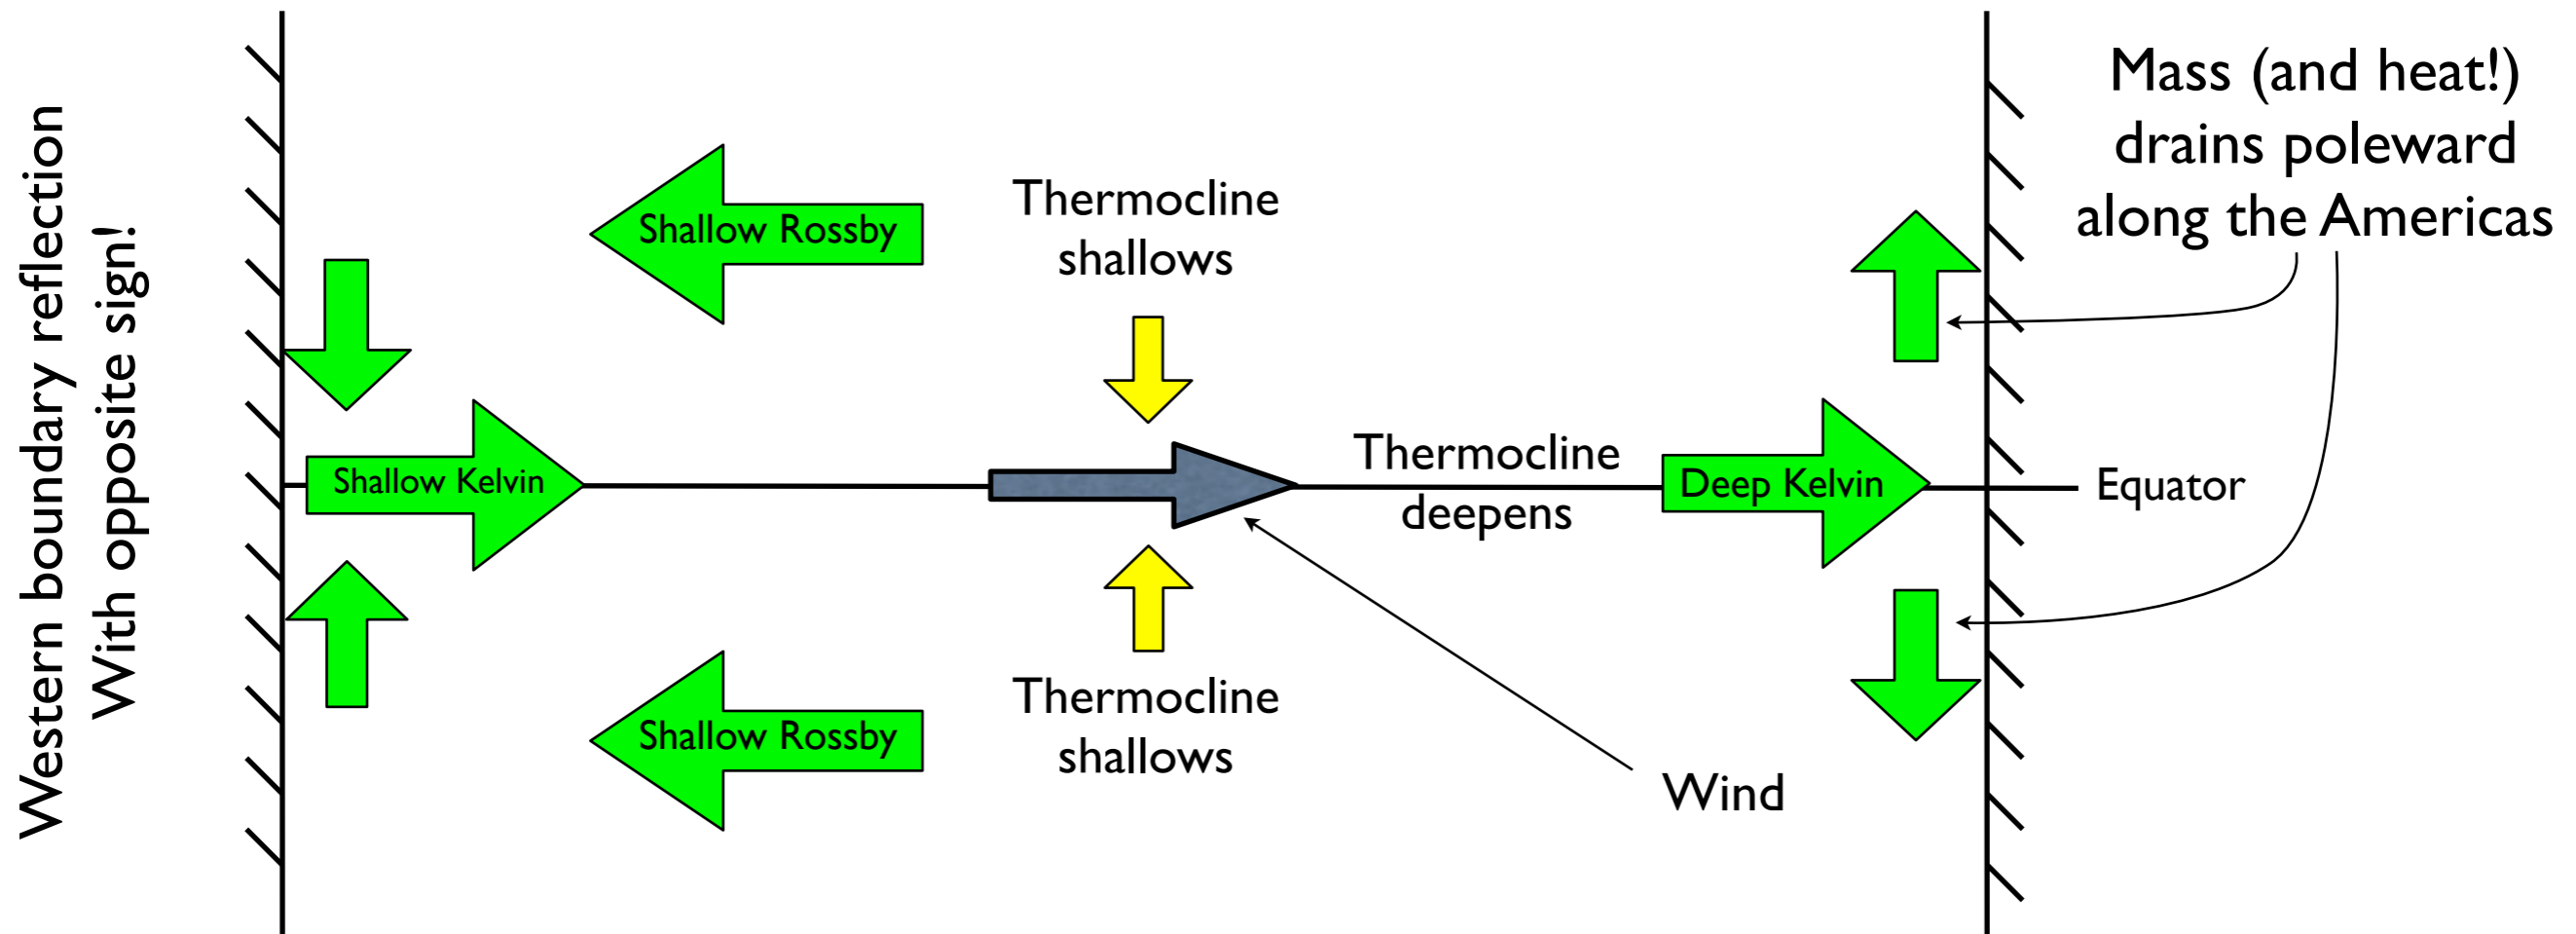 Western boundary reflection
With opposite sign!
Mass (and heat!)
drains poleward
along the Americas
Shallow Rossby
Thermocline
shallows
Shallow Kelvin
Thermocline
deepens
Deep Kelvin
Equator
Shallow Rossby
Thermocline
shallows
Wind